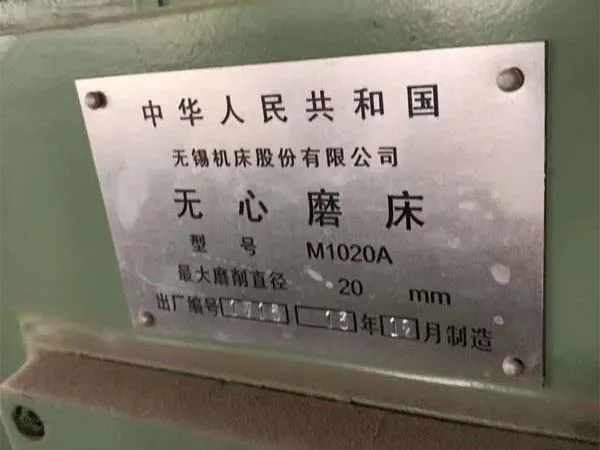 中华人民共和国
无锡机床股份有限公司
无心磨床
型号 M1020A
最大磨削直径 20 mm
出厂编号 年 月制造